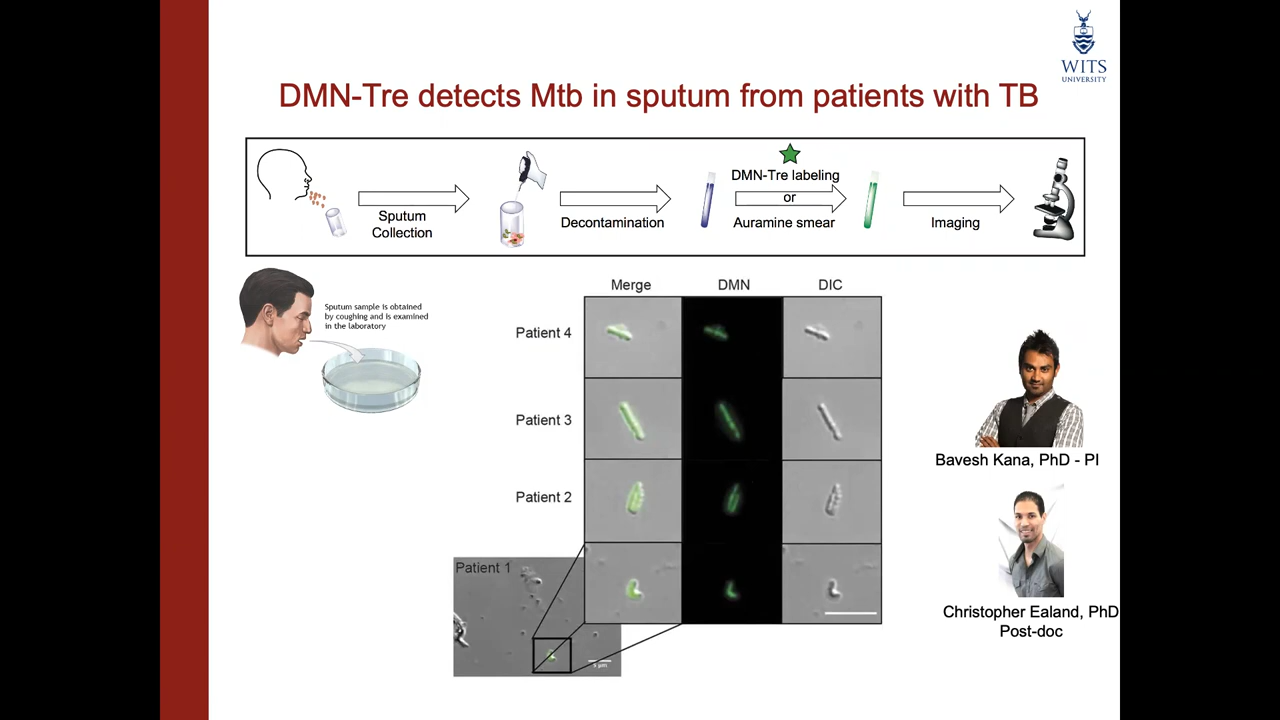 WITS
UNIVERSITY
DMN-Tre detects Mtb in sputum from patients with TB
Sputum
Collection
Decontamination
DMN-Tre labeling
or
Auramine smear
Imaging
Sputum sample is obtained
by coughing and is examined
in the laboratory
Merge
DMN
DIC
Patient 4
Patient 3
Patient 2
Patient 1
5 µm
Bavesh Kana, PhD - PI
Christopher Ealand, PhD
Post-doc